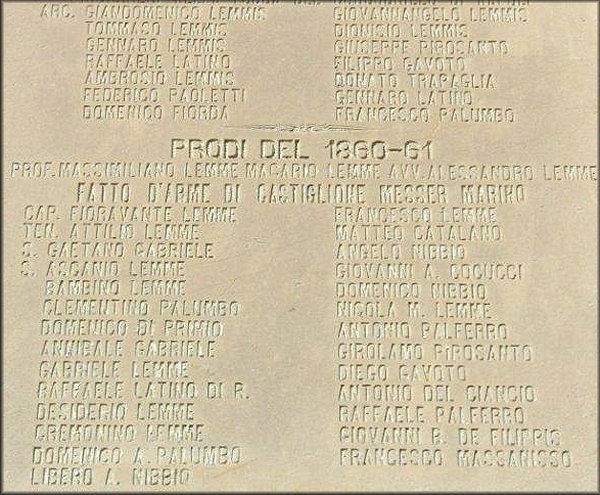 ARC. GIANDOMENICO LEMMIS
TOMMASO LEMMIS
GENNARO LEMMIS
RAFFAELE LATINO
AMBROSIO LEMMIS
FEDERICO PAOLETTI
DOMENICO FIORDA
GIOVANNANGELO LEMMIS
DIONISIO LEMMIS
GIUSEPPE PIROSANTO
FILIPPO GAVOTO
DONATO TRAPAGLIA
GENNARO LATINO
FRANCESCO PALUMBO
PRODI DEL 1860-61
PROF. MASSIMILIANO LEMME MACARIO LEMME AVV. ALESSANDRO LEMME
FATTO D'ARME DI CASTIGLIONE MESSER MARINO
CAP. FIORAVANTE LEMME
TEN. ATTILIO LEMME
S. GAETANO GABRIELE
S. ASCANIO LEMME
BAMBINO LEMME
CLEMENTINO PALUMBO
DOMENICO DI PRIMIO
ANNIBALE GABRIELE
GABRIELE LEMME
RAFFAELE LATINO DI R.
DESIDERIO LEMME
CREMONINO LEMME
DOMENICO A. PALUMBO
LIBERO A. NIBBIO
FRANCESCO LEMME
MATTEO CATALANO
ANGELO NIBBIO
GIOVANNI A. COCUCCI
DOMENICO NIBBIO
NICOLA M. LEMME
ANTONIO PALFERRO
GIROLAMO PIROSANTO
DIEGO GAVOTO
ANTONIO DEL CIANCIO
RAFFAELE PALFERRO
GIOVANNI B. DE FILIPPIS
FRANCESCO MASSANISSO